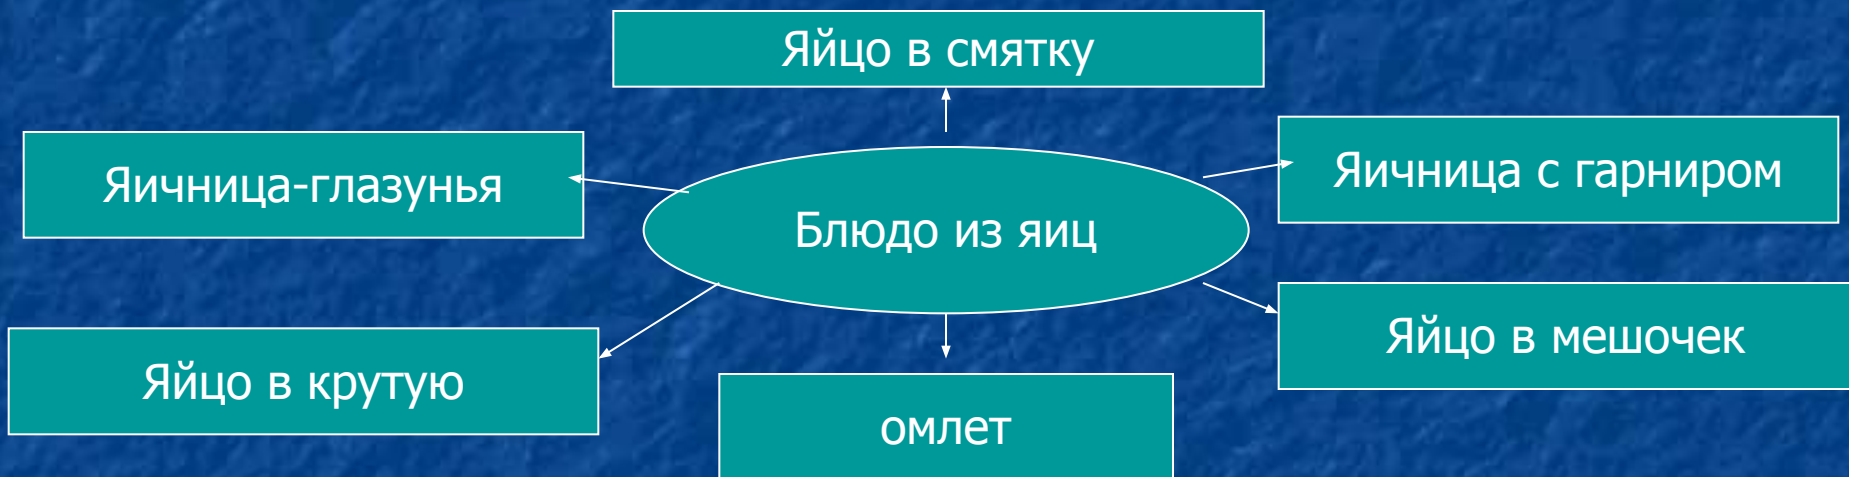 Яйцо в смятку
Яичница-глазунья
Яичница с гарниром
Блюдо из яиц
Яйцо в мешочек
Яйцо в крутую
омлет